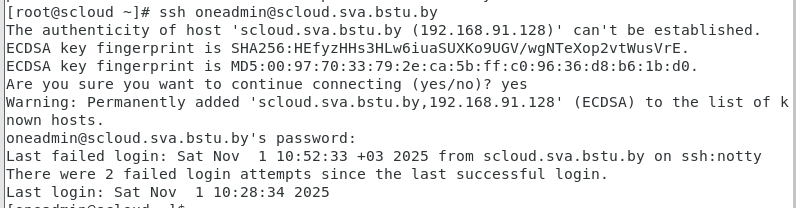 [root@scloud ~]# ssh oneadmin@scloud.sva.bstu.by
The authenticity of host 'scloud.sva.bstu.by (192.168.91.128)' can't be established.
ECDSA key fingerprint is SHA256:HEfyzHHs3HLw6iuaSUXKo9UGV/wgNTeXop2vtWusVrE.
ECDSA key fingerprint is MD5:00:97:70:33:79:2e:ca:5b:ff:c0:96:36:d8:b6:1b:d0.
Are you sure you want to continue connecting (yes/no)? yes
Warning: Permanently added 'scloud.sva.bstu.by,192.168.91.128' (ECDSA) to the list of k
nown hosts.
oneadmin@scloud.sva.bstu.by's password:
Last failed login: Sat Nov  1 10:52:33 +03 2025 from scloud.sva.bstu.by on ssh:notty
There were 2 failed login attempts since the last successful login.
Last login: Sat Nov  1 10:28:34 2025
[oneadmin@scloud ~]$